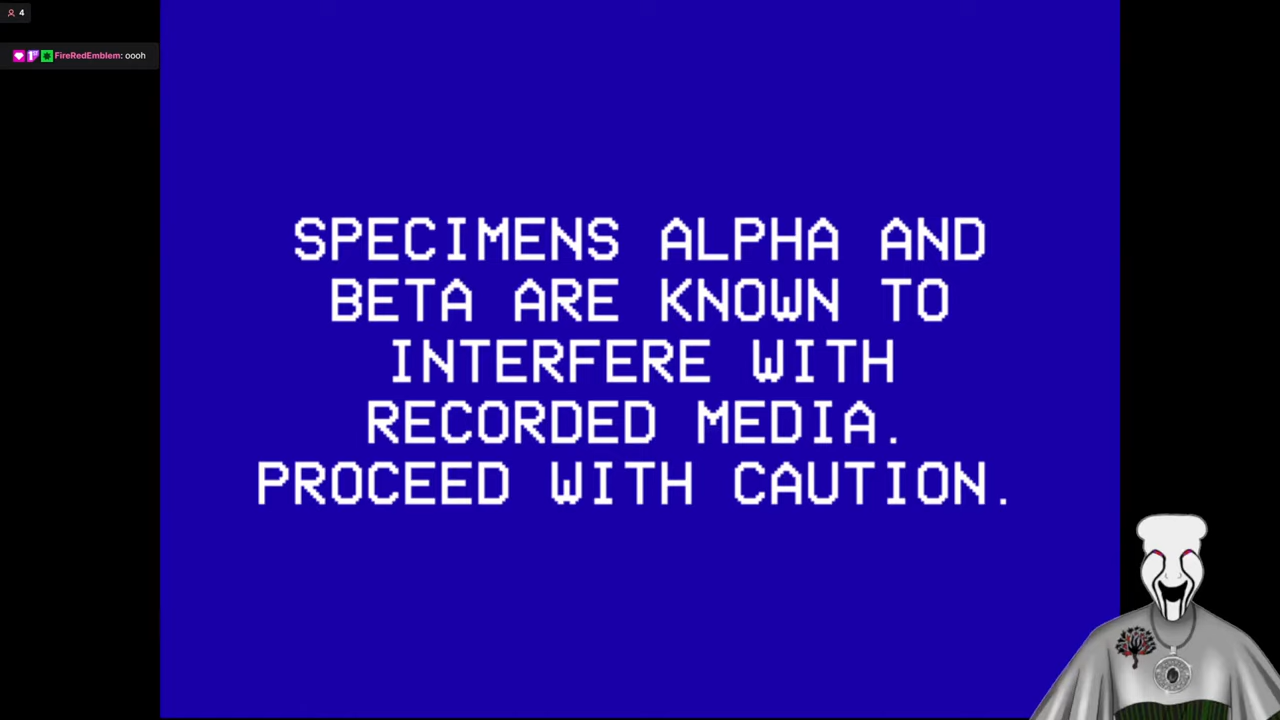 4
FireRedEmblem: oooh
SPECIMENS ALPHA AND
BETA ARE KNOWN TO
INTERFERE WITH
RECORDED MEDIA.
PROCEED WITH CAUTION.